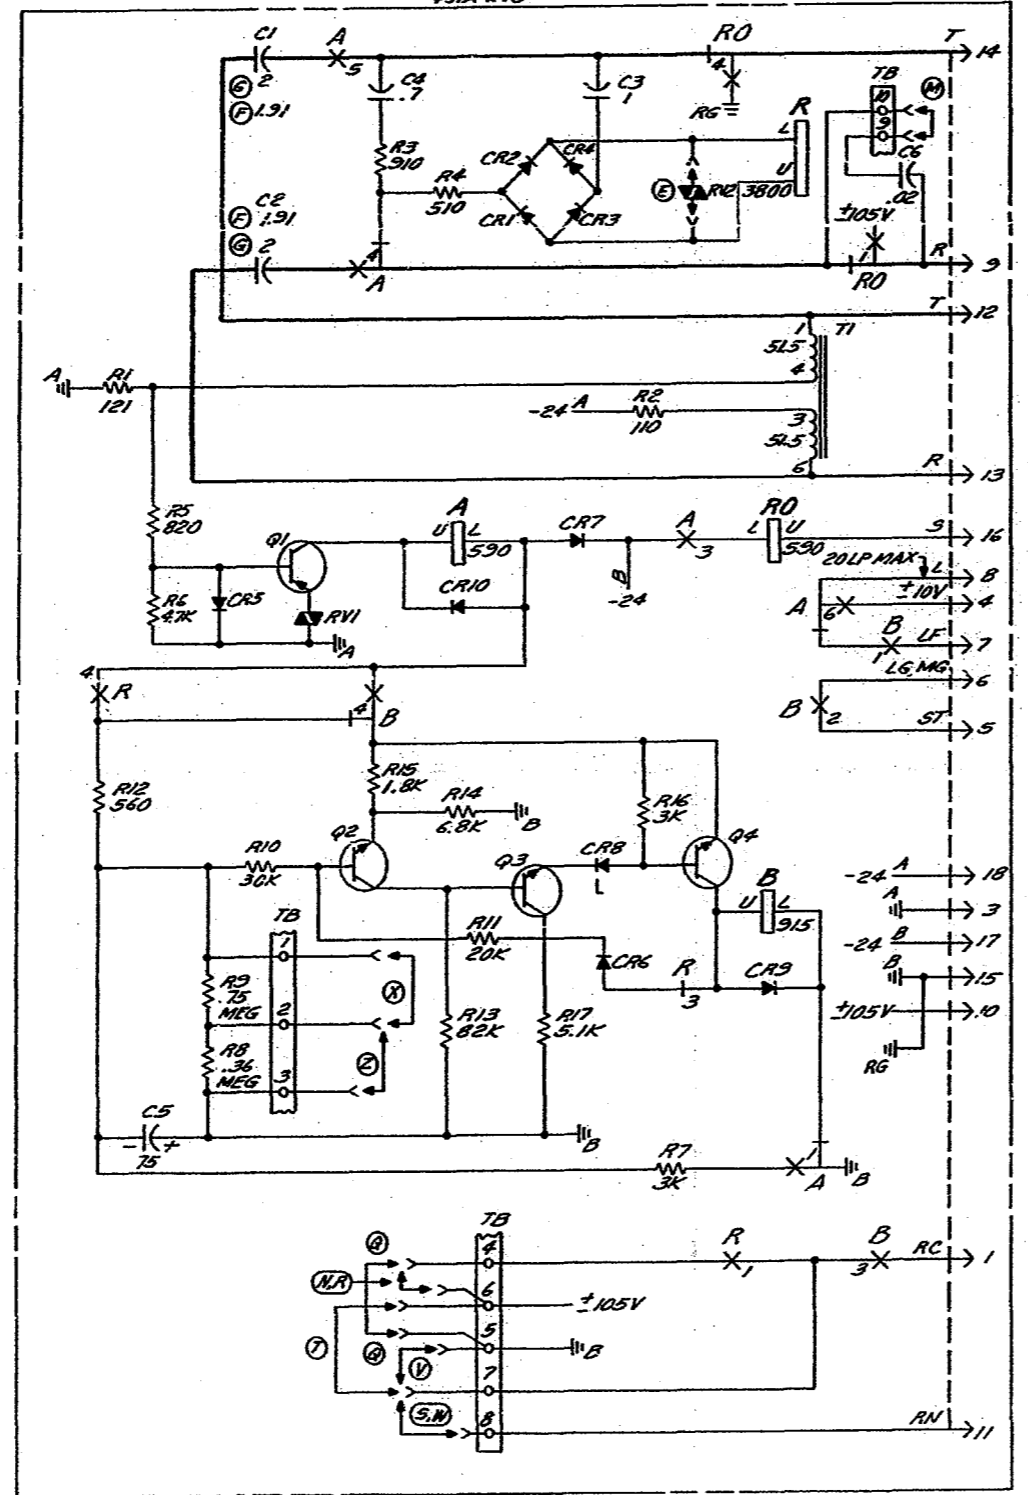 C1
2
G
F 1.91
A
5
C4
.7
C3
1
RO
4
RG
T
14
TB
10
9
M
R
L
U
3800
C6
.02
R3
910
R4
510
CR2
CR4
CR1
CR3
E
RV2
±105V
F 1.91
C2
G 2
4
A
1
RO
R
9
T
12
1
T1
515
4
A
R1
121
-24 A
R2
110
3
515
6
R
13
R5
820
Q1
A
U
L
590
CR7
B
-24
A
3
RO
L
U
590
S
16
R6
4.7K
CR5
RV1
A
CR10
20LP MAX
L
8
±10V
A
6
4
B
1
LF
7
LG, MG
6
B
2
ST
5
4
R
4
B
R12
560
R15
1.8K
R14
6.8K
B
R16
3K
Q2
Q3
CR8
L
Q4
R10
30K
B
U
L
915
-24 A
18
A
3
-24 B
17
B
15
±105V
10
RG
TB
1
R11
20K
CR6
R
3
CR9
R9
.75
MEG
2
X
R13
82K
R17
5.1K
R8
.36
MEG
3
Z
C5
-
+
75
B
R7
3K
1
A
B
TB
Q
4
R
1
B
3
RC
1
N,R
6
±105V
5
B
T
Q
V
7
S,W
8
RN
11